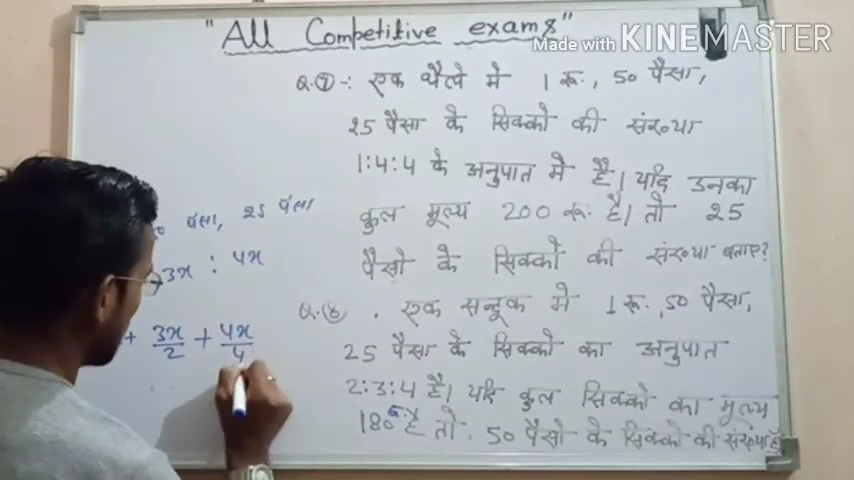 "All Competitive exams"
Made with KINEMASTER
Q.⑦-: एक थैले मे 1 रू., 50 पैसा,
25 पैसा के सिक्को की संख्या
1:4:4 के अनुपात मे है। यदि उनका
कुल मूल्य 200 रू. है। तो 25
पैसो के सिक्को की संख्या बताए?
Q.⑧ . एक सन्दूक मे 1 रू., 50 पैसा,
25 पैसा के सिक्को का अनुपात
2:3:4 है। यदि कुल सिक्को का मूल्य
180 है तो . 50 पैसो के सिक्को की संख्या है
पैसा, 25 पैसा
3x : 4x
+ 3x/2 + 4x/4